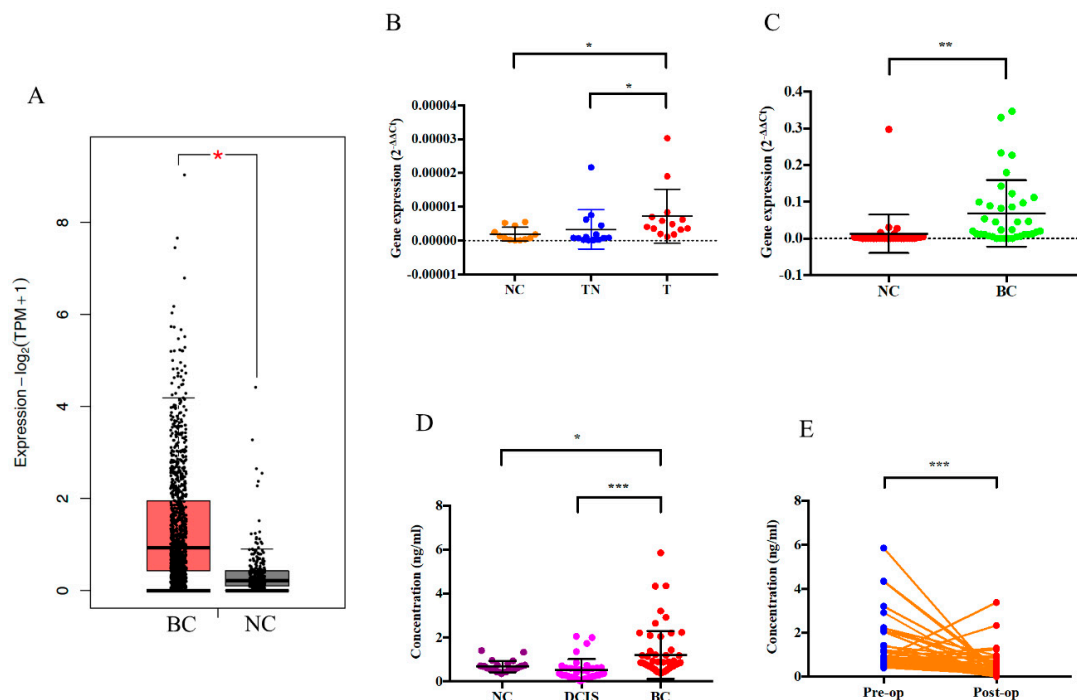 A
Expression – log₂(TPM + 1)
8
6
4
2
0
*
BC
NC
B
*
*
Gene expression (2⁻ΔΔCt)
0.00004
0.00003
0.00002
0.00001
0.00000
-0.00001
NC
TN
T
C
**
Gene expression (2⁻ΔΔCt)
0.4
0.3
0.2
0.1
0.0
-0.1
NC
BC
D
*
***
Concentration (ng/ml)
8
6
4
2
0
NC
DCIS
BC
E
***
Concentration (ng/ml)
8
6
4
2
0
Pre-op
Post-op